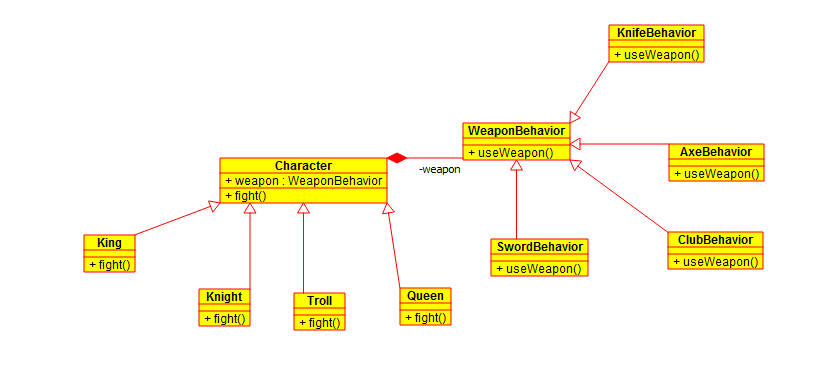 KnifeBehavior
+ useWeapon()
WeaponBehavior
+ useWeapon()
AxeBehavior
+ useWeapon()
Character
+ weapon : WeaponBehavior
+ fight()
-weapon
King
+ fight()
SwordBehavior
+ useWeapon()
ClubBehavior
+ useWeapon()
Knight
+ fight()
Troll
+ fight()
Queen
+ fight()